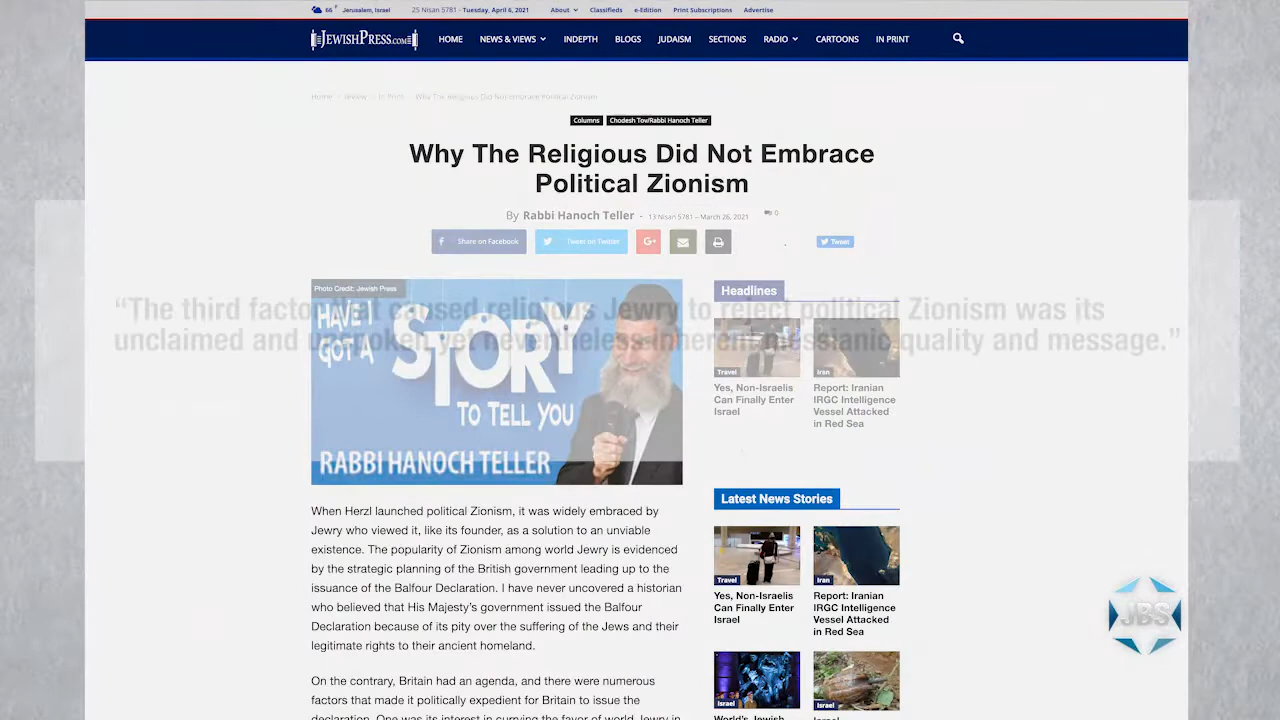 66 F Jerusalem, Israel 25 Nisan 5781 - Tuesday, April 6, 2021 About Classifieds e-Edition Print Subscriptions Advertise
JewishPress.com HOME NEWS & VIEWS INDEPTH BLOGS JUDAISM SECTIONS RADIO CARTOONS IN PRINT
Home In Print Why The Religious Did Not Embrace Political Zionism
Columns Chodesh Tov/Rabbi Hanoch Teller
Why The Religious Did Not Embrace
Political Zionism
By Rabbi Hanoch Teller - 13 Nisan 5781 – March 26, 2021 0
f Share on Facebook Tweet on Twitter G+ Tweet
Photo Credit: Jewish Press
HAVE I
GOT A
STORY
TO TELL YOU
RABBI HANOCH TELLER
“The third factor that caused religious Jewry to reject political Zionism was its
unclaimed and unspoken yet nevertheless inherent messianic quality and message.”
When Herzl launched political Zionism, it was widely embraced by
Jewry who viewed it, like its founder, as a solution to an unviable
existence. The popularity of Zionism among world Jewry is evidenced
by the strategic planning of the British government leading up to the
issuance of the Balfour Declaration. I have never uncovered a historian
who believed that His Majesty’s government issued the Balfour
Declaration because of its pity over the suffering of the Jews and their
legitimate rights to their ancient homeland.
On the contrary, Britain had an agenda, and there were numerous
factors that made it politically expedient for Britain to issue the
declaration. One was its interest in currying the favor of world Jewry in
Headlines
Travel
Yes, Non-Israelis
Can Finally Enter
Israel
Iran
Report: Iranian
IRGC Intelligence
Vessel Attacked
in Red Sea
Latest News Stories
Travel
Yes, Non-Israelis
Can Finally Enter
Israel
Iran
Report: Iranian
IRGC Intelligence
Vessel Attacked
in Red Sea
Israel
World’s Jewish
Israel
Israel
JBS